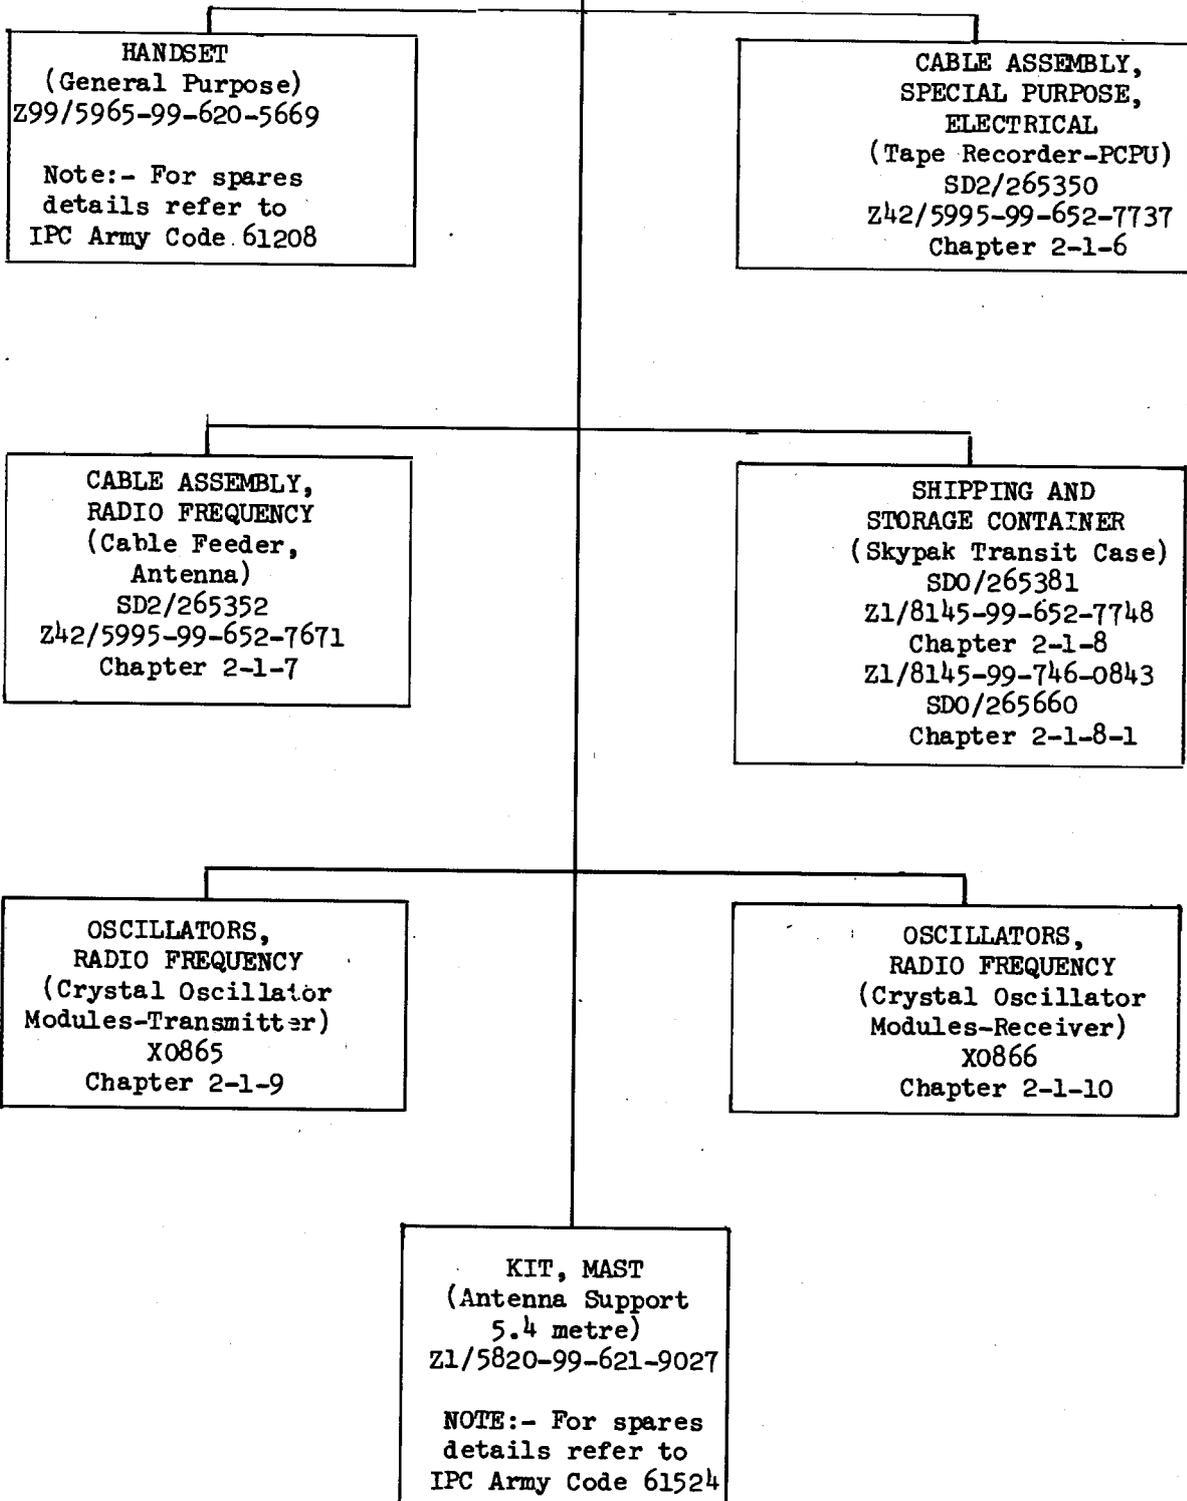 HANDSET
(General Purpose)
Z99/5965-99-620-5669
Note:- For spares
details refer to
IPC Army Code 61208
CABLE ASSEMBLY,
SPECIAL PURPOSE,
ELECTRICAL
(Tape Recorder-PCPU)
SD2/265350
Z42/5995-99-652-7737
Chapter 2-1-6
CABLE ASSEMBLY,
RADIO FREQUENCY
(Cable Feeder,
Antenna)
SD2/265352
Z42/5995-99-652-7671
Chapter 2-1-7
SHIPPING AND
STORAGE CONTAINER
(Skypak Transit Case)
SD0/265381
Z1/8145-99-652-7748
Chapter 2-1-8
Z1/8145-99-746-0843
SD0/265660
Chapter 2-1-8-1
OSCILLATORS,
RADIO FREQUENCY
(Crystal Oscillator
Modules-Transmitter)
X0865
Chapter 2-1-9
OSCILLATORS,
RADIO FREQUENCY
(Crystal Oscillator
Modules-Receiver)
X0866
Chapter 2-1-10
KIT, MAST
(Antenna Support
5.4 metre)
Z1/5820-99-621-9027
NOTE:- For spares
details refer to
IPC Army Code 61524